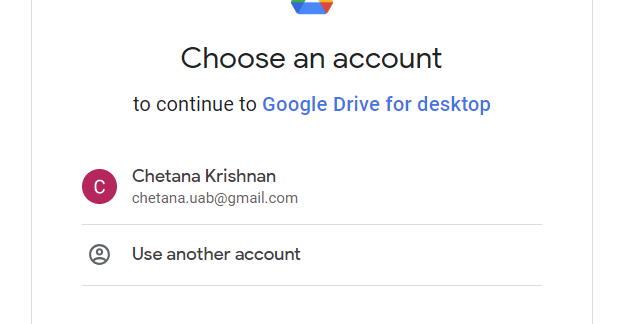 Choose an account
to continue to Google Drive for desktop
C
Chetana Krishnan
chetana.uab@gmail.com
Use another account